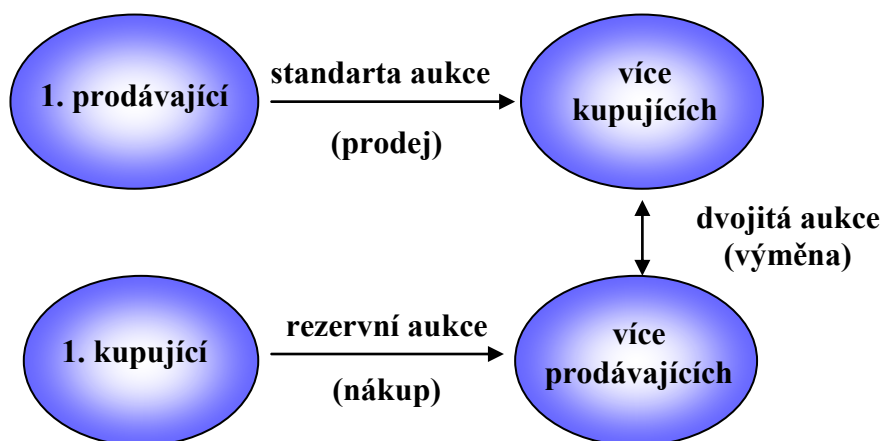 1. prodávající
standarta aukce
(prodej)
více
kupujících
dvojitá aukce
(výměna)
1. kupující
rezervní aukce
(nákup)
více
prodávajících